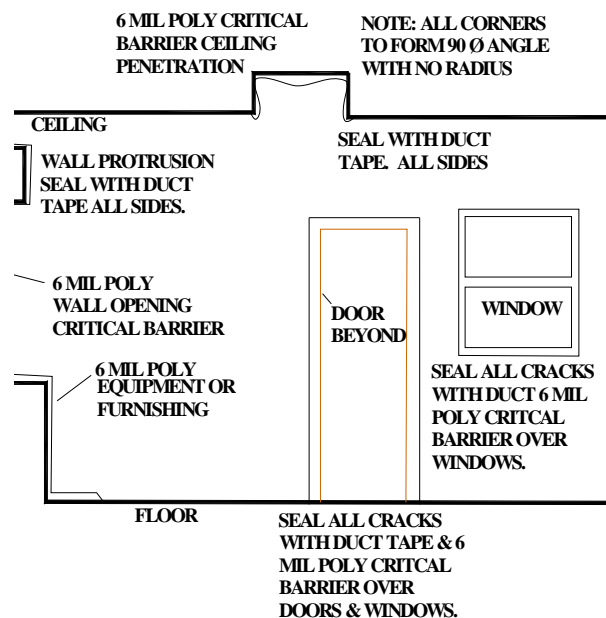 6 MIL POLY CRITICAL
BARRIER CEILING
PENETRATION
NOTE: ALL CORNERS
TO FORM 90 Ø ANGLE
WITH NO RADIUS
CEILING
SEAL WITH DUCT
TAPE. ALL SIDES
WALL PROTRUSION
SEAL WITH DUCT
TAPE ALL SIDES.
6 MIL POLY
WALL OPENING
CRITICAL BARRIER
DOOR
BEYOND
WINDOW
6 MIL POLY
EQUIPMENT OR
FURNISHING
SEAL ALL CRACKS
WITH DUCT 6 MIL
POLY CRITCAL
BARRIER OVER
WINDOWS.
FLOOR
SEAL ALL CRACKS
WITH DUCT TAPE & 6
MIL POLY CRITCAL
BARRIER OVER
DOORS & WINDOWS.